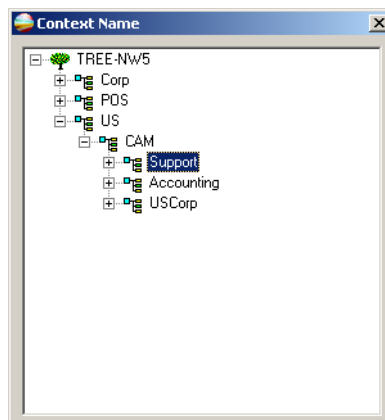 Context Name
TREE-NW5
Corp
POS
US
CAM
Support
Accounting
USCorp